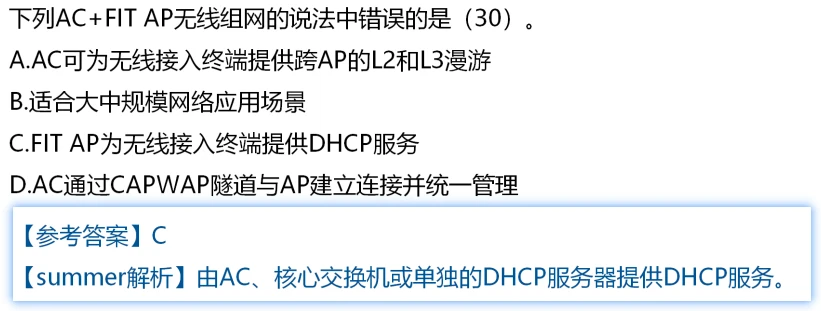 下列AC+FIT AP无线组网的说法中错误的是（30）。
A.AC可为无线接入终端提供跨AP的L2和L3漫游
B.适合大中规模网络应用场景
C.FIT AP为无线接入终端提供DHCP服务
D.AC通过CAPWAP隧道与AP建立连接并统一管理
【参考答案】C
【summer解析】由AC、核心交换机或单独的DHCP服务器提供DHCP服务。